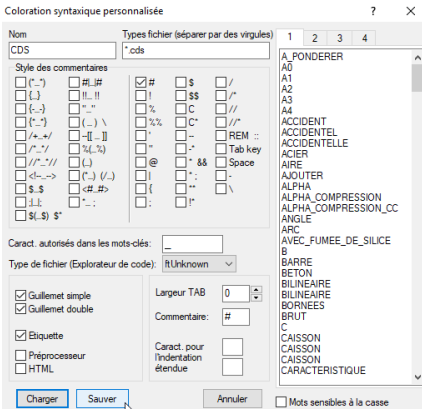 Coloration syntaxique personnalisée ? ×
Nom Types fichier (séparer par des virgules)
CDS *.cds
Style des commentaires
(*..*) #|..|# # $ /
{..} !!.. !! ! $$ /*
{-..-} ".." % C //
{*..*} (..) \ %% C* //*
/+..+/ --[[ .. ]] ' -- REM ::
/*..*/ %(..%) " -* Tab key
//*..*// (..) @ * && Space
<!--..--> (*..) (/..) | * ; -
$..$ <#..#> { ** \
;|..|; *.. ; ; !*
$(..$) $*
Caract. autorisés dans les mots-clés: _
Type de fichier (Explorateur de code): ftUnknown
Guillemet simple
Guillemet double
Etiquette
Préprocesseur
HTML
Largeur TAB 0
Commentaire: #
Caract. pour
l'indentation
étendue
Charger Sauver Annuler
1 2 3 4
A_PONDERER
A0
A1
A2
A3
A4
ACCIDENT
ACCIDENTEL
ACCIDENTELLE
ACIER
AIRE
AJOUTER
ALPHA
ALPHA_COMPRESSION
ALPHA_COMPRESSION_CC
ANGLE
ARC
AVEC_FUMEE_DE_SILICE
B
BARRE
BETON
BILINEAIRE
BILINEAIRE
BORNEES
BRUT
C
CAISSON
CAISSON
CAISSON
CARACTERISTIQUE
Mots sensibles à la casse